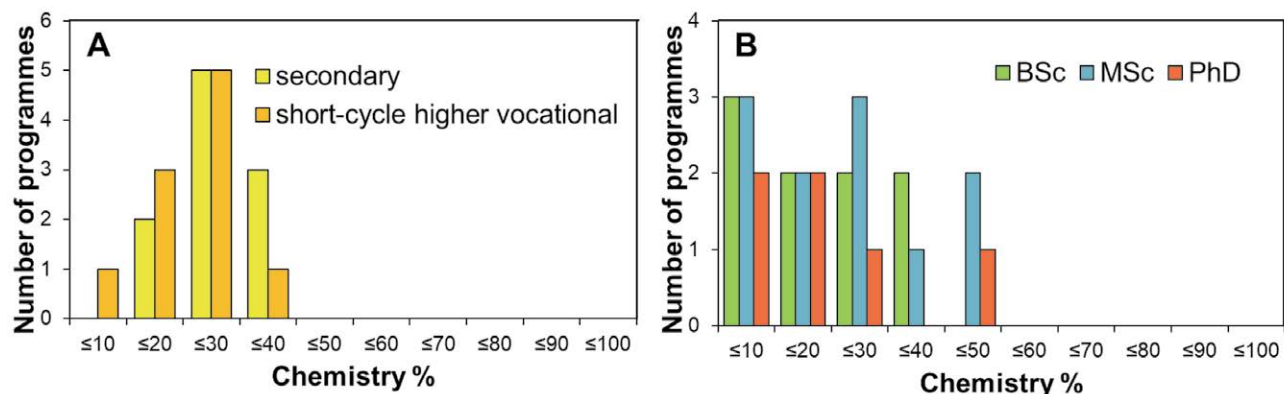 A
secondary
short-cycle higher vocational
Number of programmes
6
5
4
3
2
1
0
≤10 ≤20 ≤30 ≤40 ≤50 ≤60 ≤70 ≤80 ≤90 ≤100
Chemistry %
B
BSc MSc PhD
Number of programmes
4
3
2
1
0
≤10 ≤20 ≤30 ≤40 ≤50 ≤60 ≤70 ≤80 ≤90 ≤100
Chemistry %